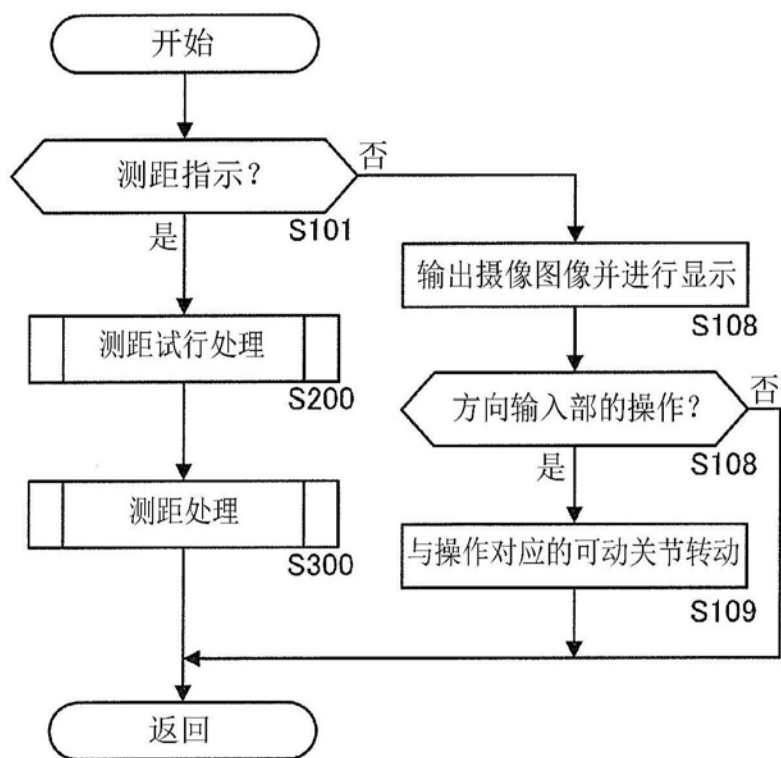 开始
测距指示？
否
S101
是
测距试行处理
S200
测距处理
S300
输出摄像图像并进行显示
S108
方向输入部的操作？
否
S108
是
与操作对应的可动关节转动
S109
返回